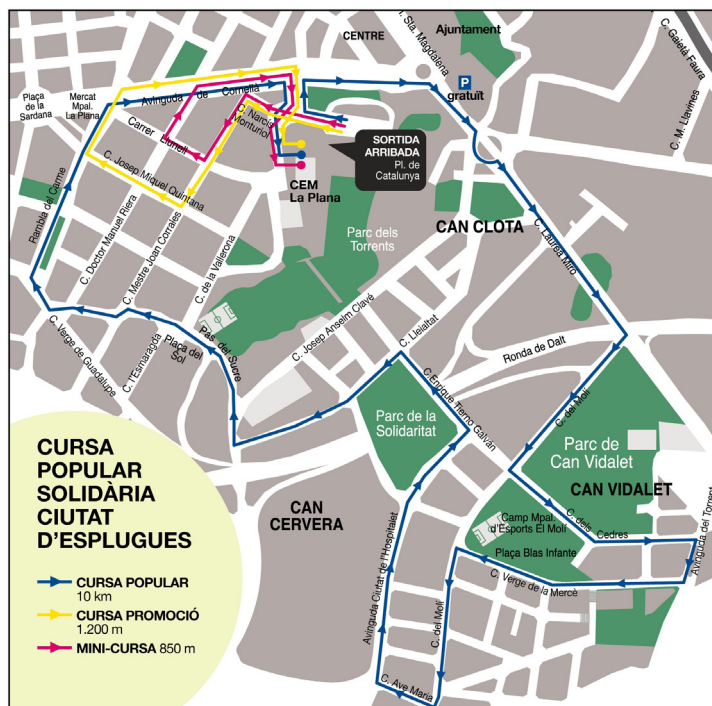 CENTRE
C. Sta. Magdalena
Ajuntament
P
gratuït
C. Gaietà Faura
C. M. Llavines
Plaça
de la
Sardana
Mercat
Mpal.
La Plana
Avinguda de Cornellà
Carrer Llunell
C. Narcís
Monturiol
C. Josep Miquel Quintana
SORTIDA
ARRIBADA
Pl. de
Catalunya
CEM
La Plana
Rambla del Carme
C. Doctor Manuel Riera
C. Mestre Joan Corrales
C. de la Vallerona
Parc dels
Torrents
CAN CLOTA
C. Laureà Miró
C. Verge de Guadalupe
C. l'Esmaragda
Plaça del
Sol
Pas. del Sucre
C. Josep Anselm Clavé
C. Lleialtat
Ronda de Dalt
C. Enrique Tierno Galván
C. del Molí
Parc de la
Solidaritat
Parc de
Can Vidalet
CAN VIDALET
CAN
CERVERA
Camp Mpal.
d'Esports El Molí
C. dels
Cedres
Plaça Blas Infante
C. Verge de la Mercè
Avinguda del Torrent
Avinguda Ciutat de l'Hospitalet
C. del Molí
C. Ave Maria
CURSA
POPULAR
SOLIDÀRIA
CIUTAT
D'ESPLUGUES
CURSA POPULAR
10 km
CURSA PROMOCIÓ
1.200 m
MINI-CURSA 850 m